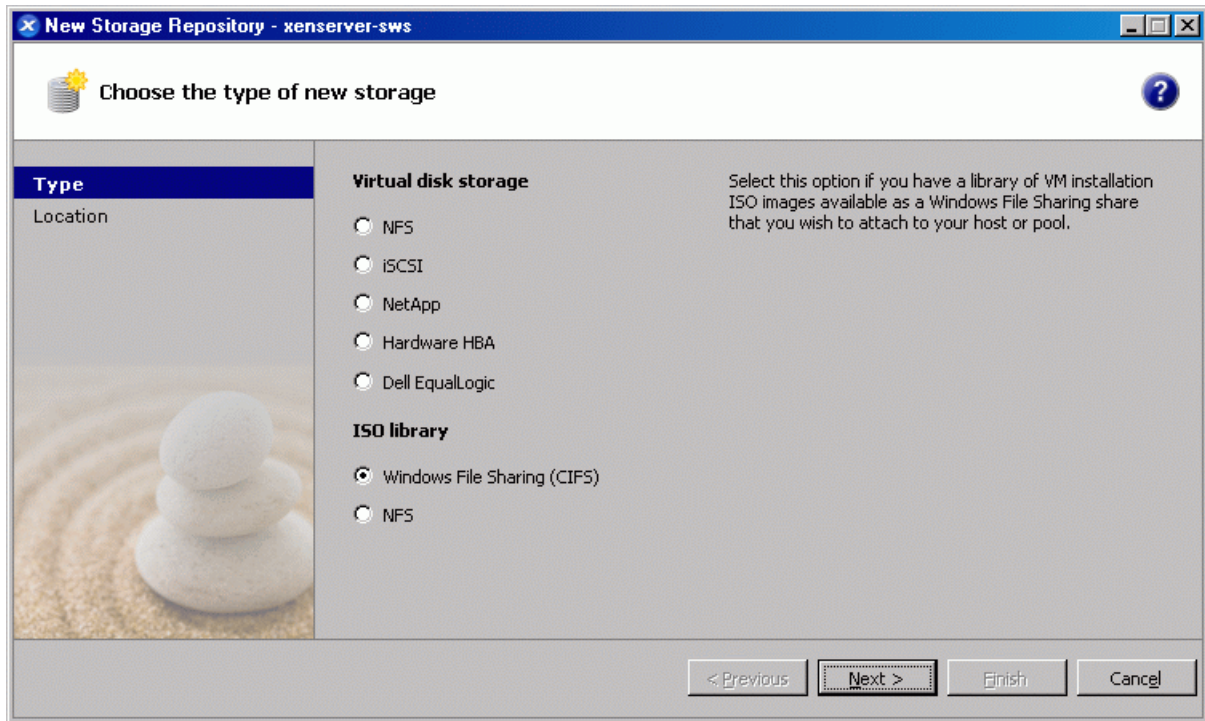 New Storage Repository - xenserver-sws
Choose the type of new storage
?
Type
Location
Virtual disk storage
NFS
iSCSI
NetApp
Hardware HBA
Dell EqualLogic
ISO library
Windows File Sharing (CIFS)
NFS
Select this option if you have a library of VM installation
ISO images available as a Windows File Sharing share
that you wish to attach to your host or pool.
< Previous
Next >
Finish
Cancel